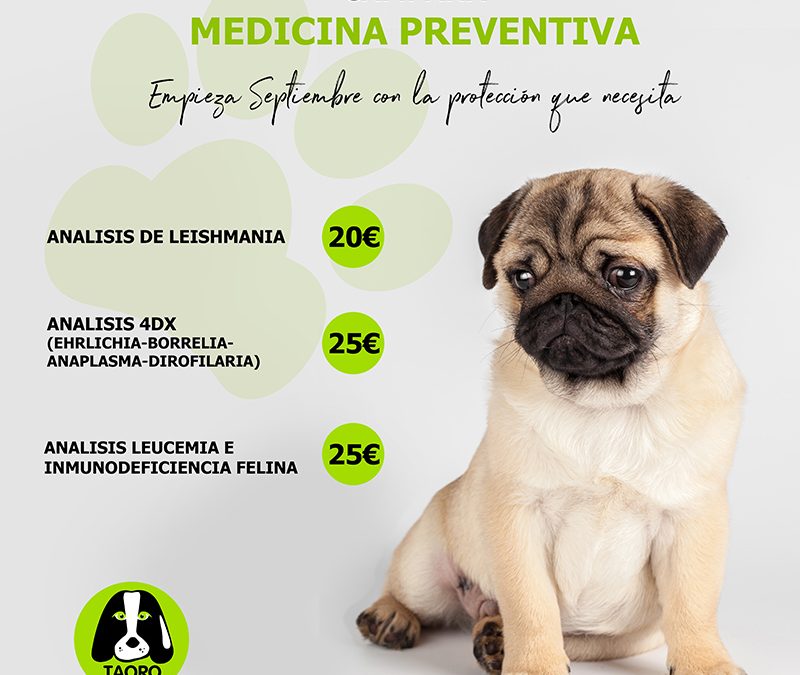 MEDICINA PREVENTIVA
Empieza Septiembre con la protección que necesita
ANALISIS DE LEISHMANIA
20€
ANALISIS 4DX
(EHRLICHIA-BORRELIA-
ANAPLASMA-DIROFILARIA)
25€
ANALISIS LEUCEMIA E
INMUNODEFICIENCIA FELINA
25€
TAORO